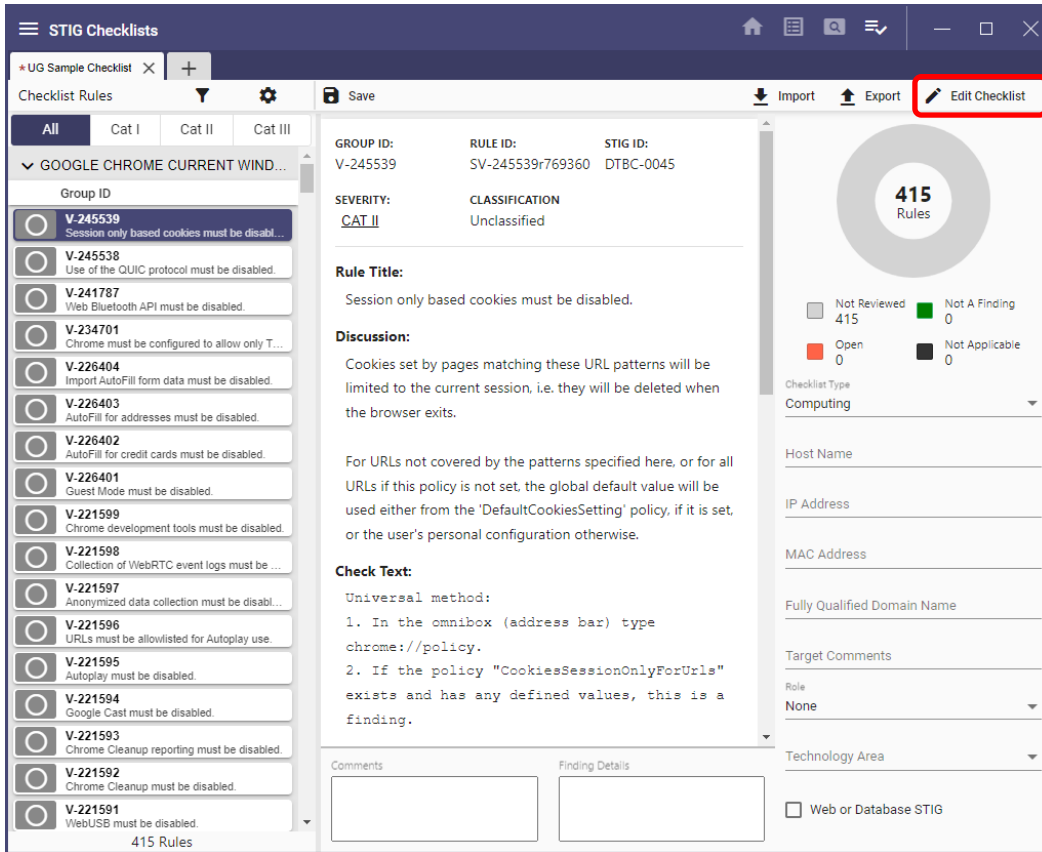 STIG Checklists
* UG Sample Checklist
Checklist Rules
Save
Import
Export
Edit Checklist
All
Cat I
Cat II
Cat III
GOOGLE CHROME CURRENT WIND...
Group ID
V-245539
Session only based cookies must be disabl...
V-245538
Use of the QUIC protocol must be disabled.
V-241787
Web Bluetooth API must be disabled.
V-234701
Chrome must be configured to allow only T...
V-226404
Import AutoFill form data must be disabled.
V-226403
AutoFill for addresses must be disabled.
V-226402
AutoFill for credit cards must be disabled.
V-226401
Guest Mode must be disabled.
V-221599
Chrome development tools must be disabled.
V-221598
Collection of WebRTC event logs must be ...
V-221597
Anonymized data collection must be disabl...
V-221596
URLs must be allowlisted for Autoplay use.
V-221595
Autoplay must be disabled.
V-221594
Google Cast must be disabled.
V-221593
Chrome Cleanup reporting must be disabled.
V-221592
Chrome Cleanup must be disabled.
V-221591
WebUSB must be disabled.
415 Rules
GROUP ID:
RULE ID:
STIG ID:
V-245539
SV-245539r769360
DTBC-0045
SEVERITY:
CLASSIFICATION
CAT II
Unclassified
Rule Title:
Session only based cookies must be disabled.
Discussion:
Cookies set by pages matching these URL patterns will be
limited to the current session, i.e. they will be deleted when
the browser exits.
For URLs not covered by the patterns specified here, or for all
URLs if this policy is not set, the global default value will be
used either from the 'DefaultCookiesSetting' policy, if it is set,
or the user's personal configuration otherwise.
Check Text:
Universal method:
1. In the omnibox (address bar) type
chrome://policy.
2. If the policy "CookiesSessionOnlyForUrls"
exists and has any defined values, this is a
finding.
Comments
Finding Details
415
Rules
Not Reviewed
415
Not A Finding
0
Open
0
Not Applicable
0
Checklist Type
Computing
Host Name
IP Address
MAC Address
Fully Qualified Domain Name
Target Comments
Role
None
Technology Area
Web or Database STIG